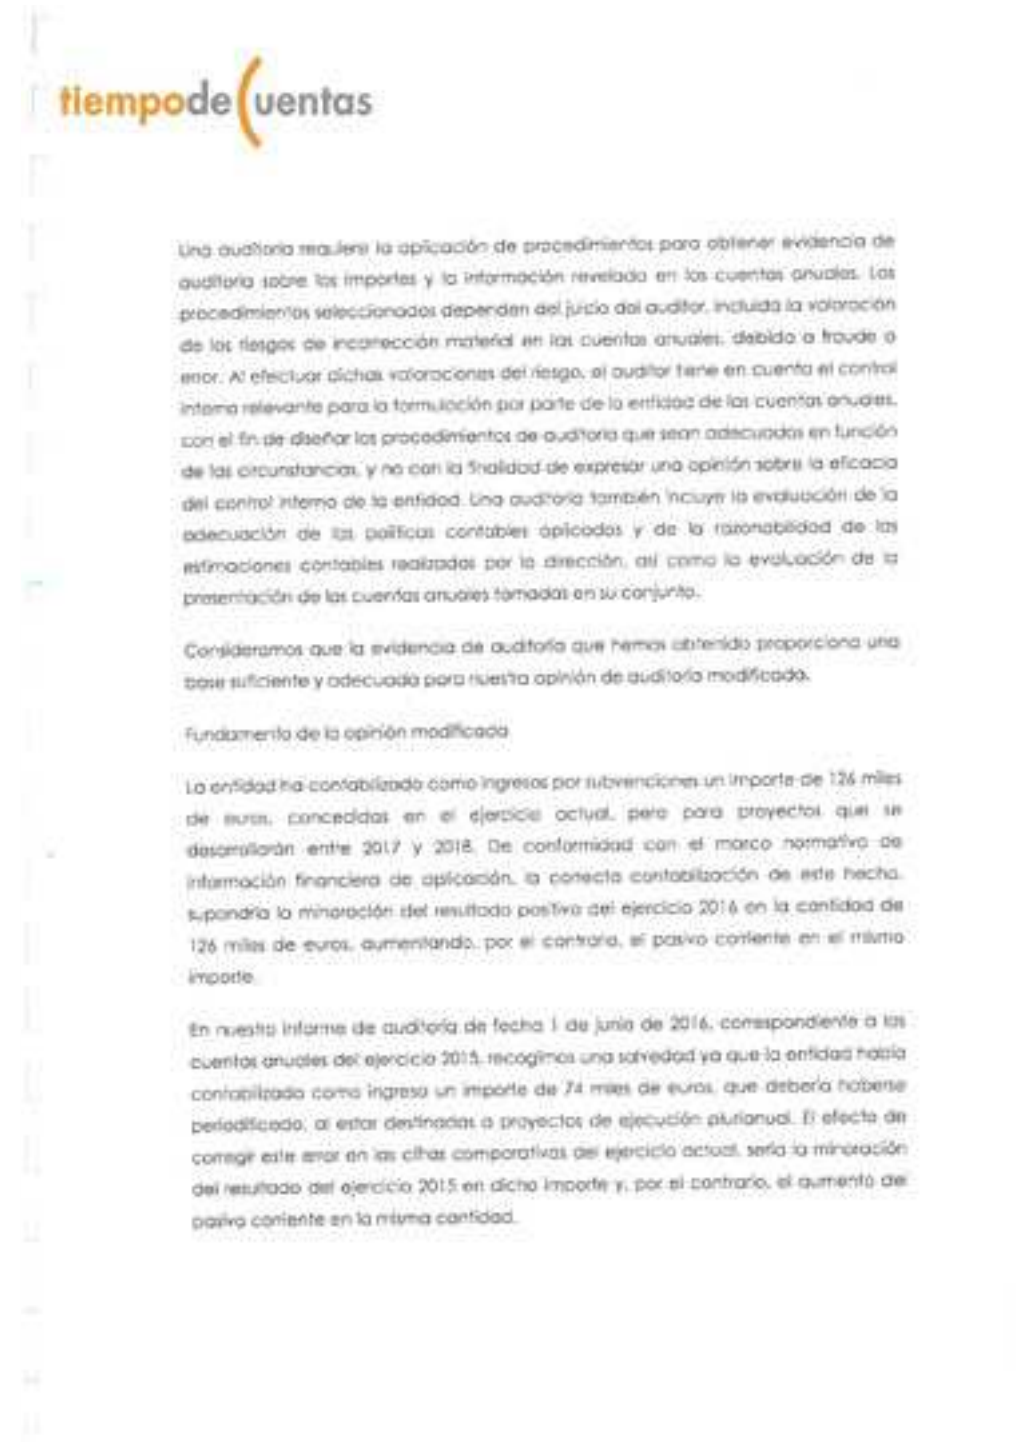 tiempodeCuentas
Una auditoría requiere la aplicación de procedimientos para obtener evidencia de
auditoría sobre los importes y la información revelada en las cuentas anuales. Los
procedimientos seleccionados dependen del juicio del auditor, incluida la valoración
de los riesgos de incorrección material en las cuentas anuales, debido a fraude o
error. Al efectuar dichas valoraciones del riesgo, el auditor tiene en cuenta el control
interno relevante para la formulación por parte de la entidad de las cuentas anuales,
con el fin de diseñar los procedimientos de auditoría que sean adecuados en función
de las circunstancias, y no con la finalidad de expresar una opinión sobre la eficacia
del control interno de la entidad. Una auditoría también incluye la evaluación de la
adecuación de las políticas contables aplicadas y de la razonabilidad de las
estimaciones contables realizadas por la dirección, así como la evaluación de la
presentación de las cuentas anuales tomadas en su conjunto.
Consideramos que la evidencia de auditoría que hemos obtenido proporciona una
base suficiente y adecuada para nuestra opinión de auditoría modificada.
Fundamento de la opinión modificada
La entidad ha contabilizado como ingresos por subvenciones un importe de 126 miles
de euros, concedidas en el ejercicio actual, pero para proyectos que se
desarrollarán entre 2017 y 2018. De conformidad con el marco normativo de
información financiera de aplicación, la correcta contabilización de este hecho,
supondría la minoración del resultado positivo del ejercicio 2016 en la cantidad de
126 miles de euros, aumentando, por el contrario, el pasivo corriente en el mismo
importe.
En nuestro informe de auditoría de fecha 1 de junio de 2016, correspondiente a las
cuentas anuales del ejercicio 2015, recogimos una salvedad ya que la entidad había
contabilizado como ingreso un importe de 74 miles de euros, que debería haberse
periodificado, al estar destinadas a proyectos de ejecución plurianual. El efecto de
corregir este error en las cifras comparativas del ejercicio actual, sería la minoración
del resultado del ejercicio 2015 en dicho importe y, por el contrario, el aumento del
pasivo corriente en la misma cantidad.